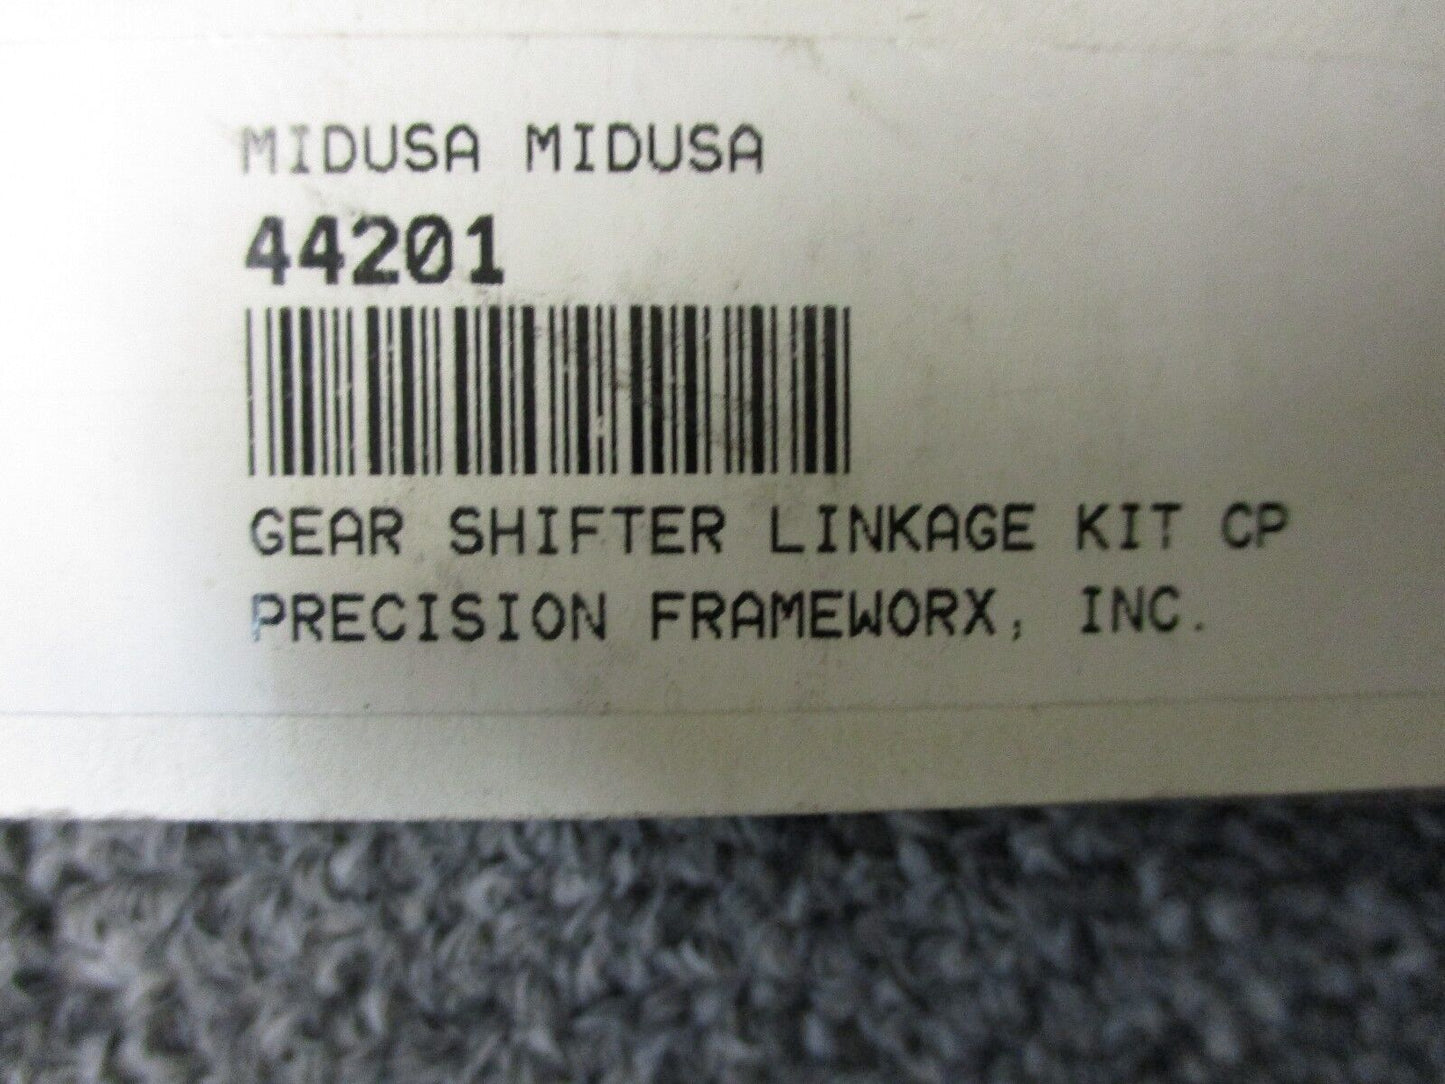 MIDUSA MIDUSA
44201
GEAR SHIFTER LINKAGE KIT CP
PRECISION FRAMEWORX, INC.